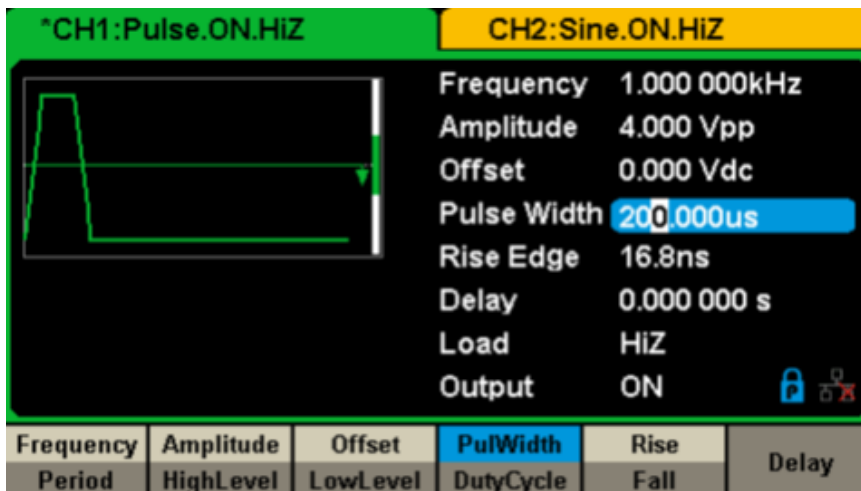 *CH1:Pulse.ON.HiZ
CH2:Sine.ON.HiZ
Frequency 1.000 000kHz
Amplitude 4.000 Vpp
Offset 0.000 Vdc
Pulse Width 200.000us
Rise Edge 16.8ns
Delay 0.000 000 s
Load HiZ
Output ON
P
Frequency Amplitude Offset PulWidth Rise Delay
Period HighLevel LowLevel DutyCycle Fall